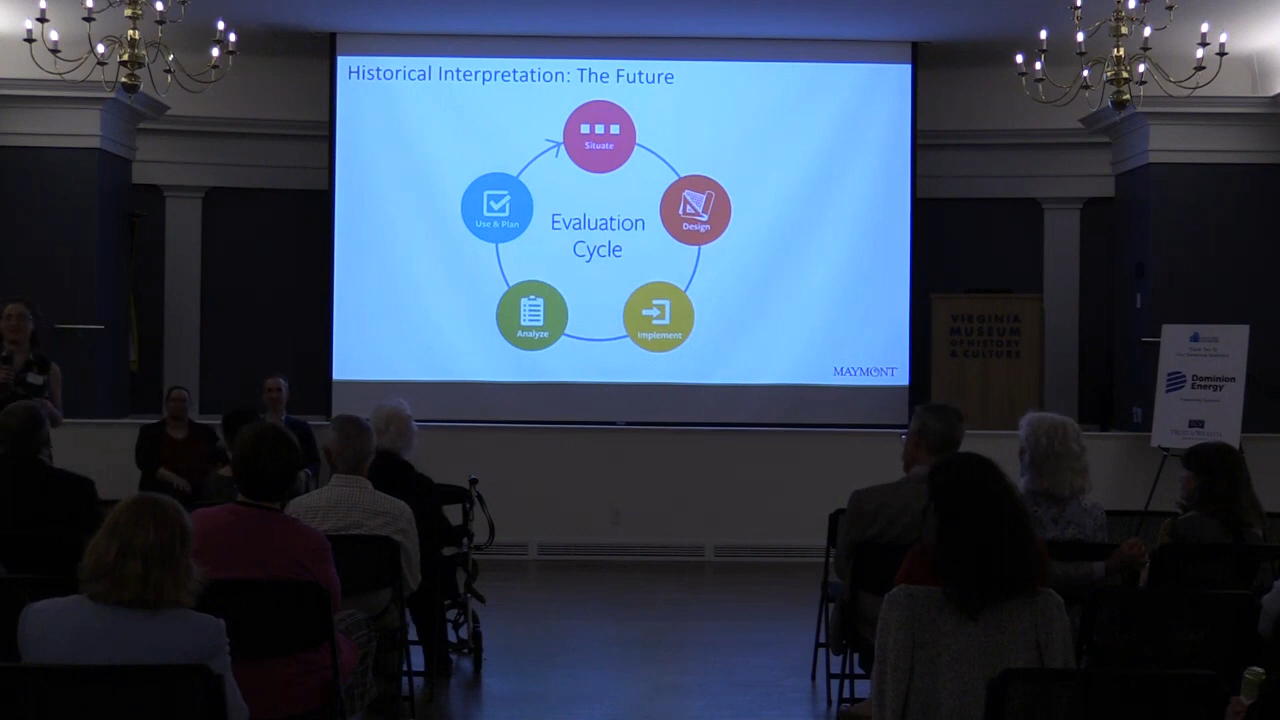 Historical Interpretation: The Future
Situate
Use & Plan
Design
Evaluation
Cycle
Analyze
Implement
MAYMONT
VIRGINIA
MUSEUM
OF HISTORY
& CULTURE
Dominion
Energy